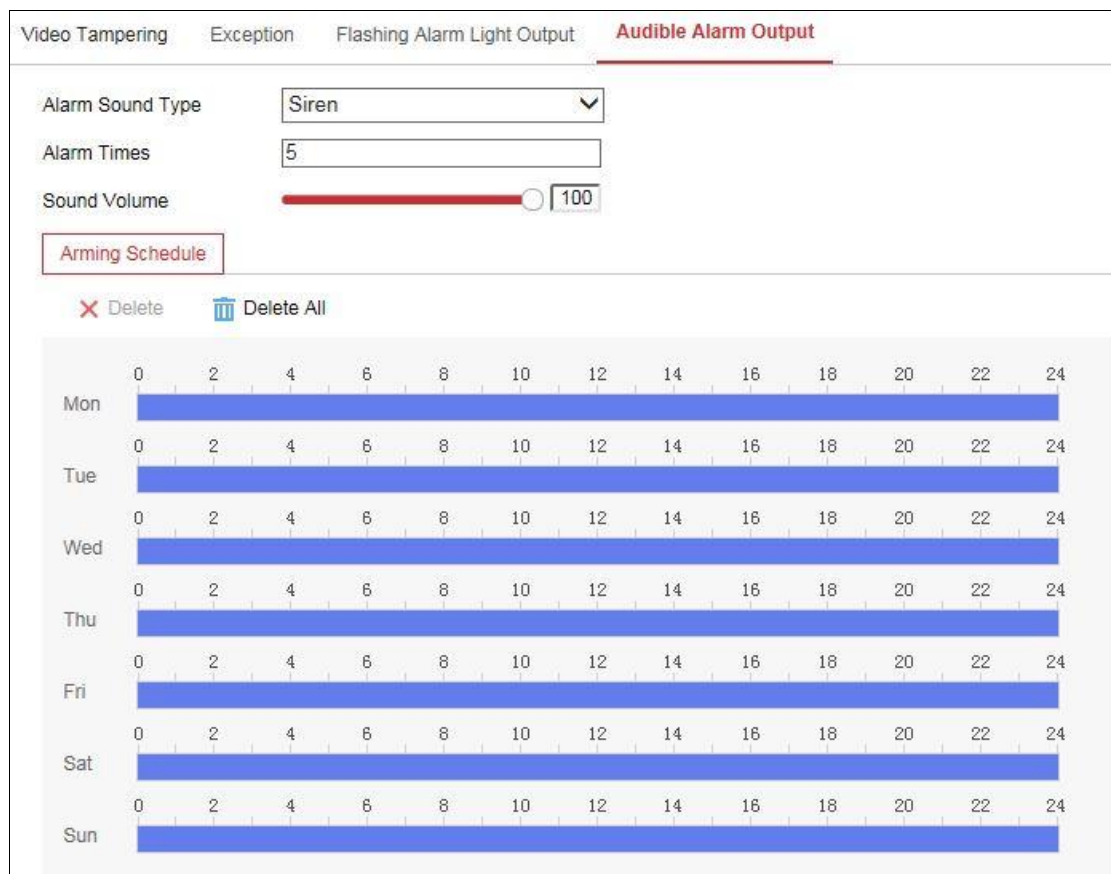 Video Tampering Exception Flashing Alarm Light Output Audible Alarm Output
Alarm Sound Type Siren
Alarm Times 5
Sound Volume 100
Arming Schedule
Delete Delete All
0 2 4 6 8 10 12 14 16 18 20 22 24
Mon
0 2 4 6 8 10 12 14 16 18 20 22 24
Tue
0 2 4 6 8 10 12 14 16 18 20 22 24
Wed
0 2 4 6 8 10 12 14 16 18 20 22 24
Thu
0 2 4 6 8 10 12 14 16 18 20 22 24
Fri
0 2 4 6 8 10 12 14 16 18 20 22 24
Sat
0 2 4 6 8 10 12 14 16 18 20 22 24
Sun